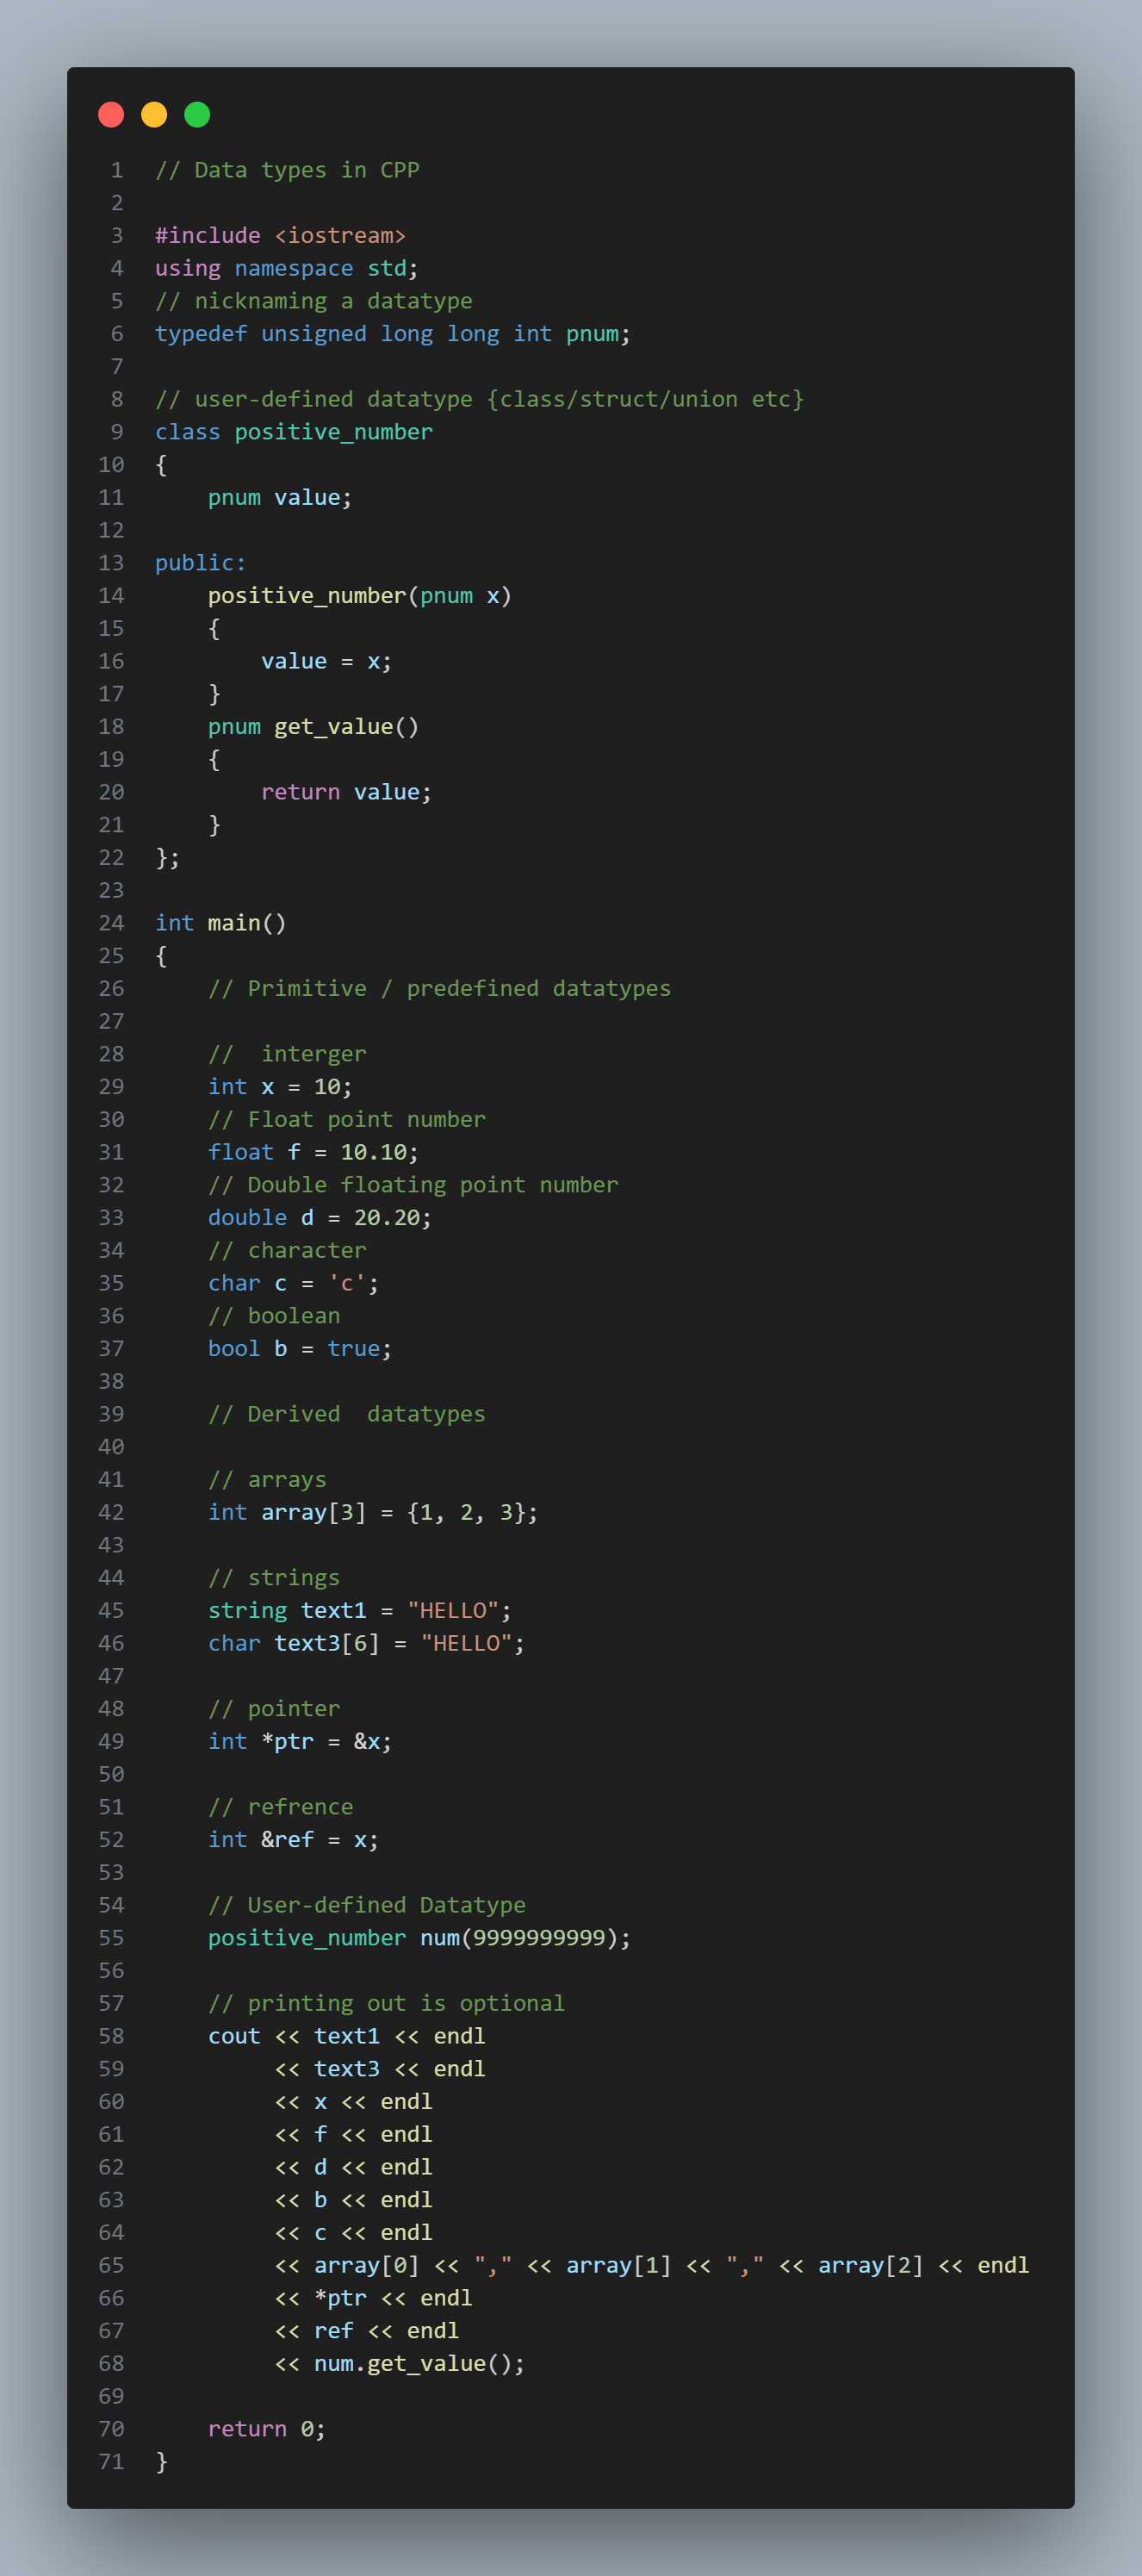 1 // Data types in CPP
2
3 #include <iostream>
4 using namespace std;
5 // nicknaming a datatype
6 typedef unsigned long long int pnum;
7
8 // user-defined datatype {class/struct/union etc}
9 class positive_number
10 {
11     pnum value;
12
13 public:
14     positive_number(pnum x)
15     {
16         value = x;
17     }
18     pnum get_value()
19     {
20         return value;
21     }
22 };
23
24 int main()
25 {
26     // Primitive / predefined datatypes
27
28     //  interger
29     int x = 10;
30     // Float point number
31     float f = 10.10;
32     // Double floating point number
33     double d = 20.20;
34     // character
35     char c = 'c';
36     // boolean
37     bool b = true;
38
39     // Derived  datatypes
40
41     // arrays
42     int array[3] = {1, 2, 3};
43
44     // strings
45     string text1 = "HELLO";
46     char text3[6] = "HELLO";
47
48     // pointer
49     int *ptr = &x;
50
51     // refrence
52     int &ref = x;
53
54     // User-defined Datatype
55     positive_number num(9999999999);
56
57     // printing out is optional
58     cout << text1 << endl
59          << text3 << endl
60          << x << endl
61          << f << endl
62          << d << endl
63          << b << endl
64          << c << endl
65          << array[0] << "," << array[1] << "," << array[2] << endl
66          << *ptr << endl
67          << ref << endl
68          << num.get_value();
69
70     return 0;
71 }